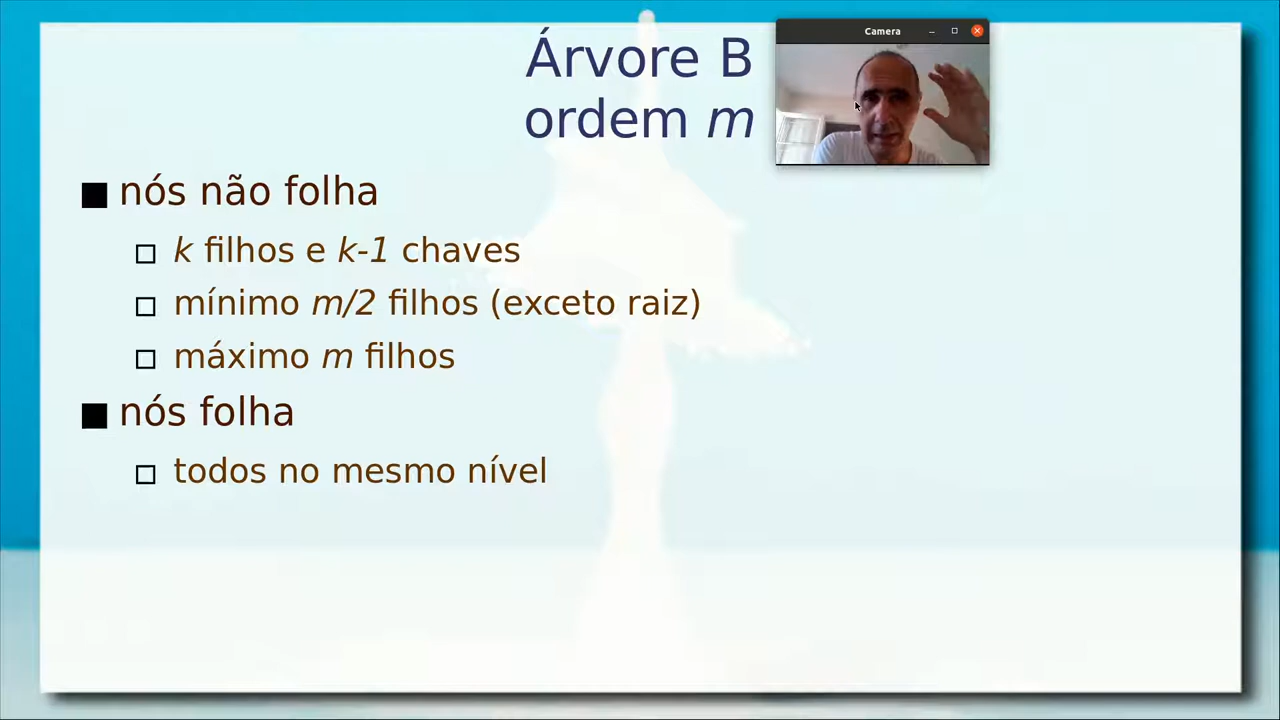 Árvore B
ordem m
Camera
nós não folha
k filhos e k-1 chaves
mínimo m/2 filhos (exceto raiz)
máximo m filhos
nós folha
todos no mesmo nível